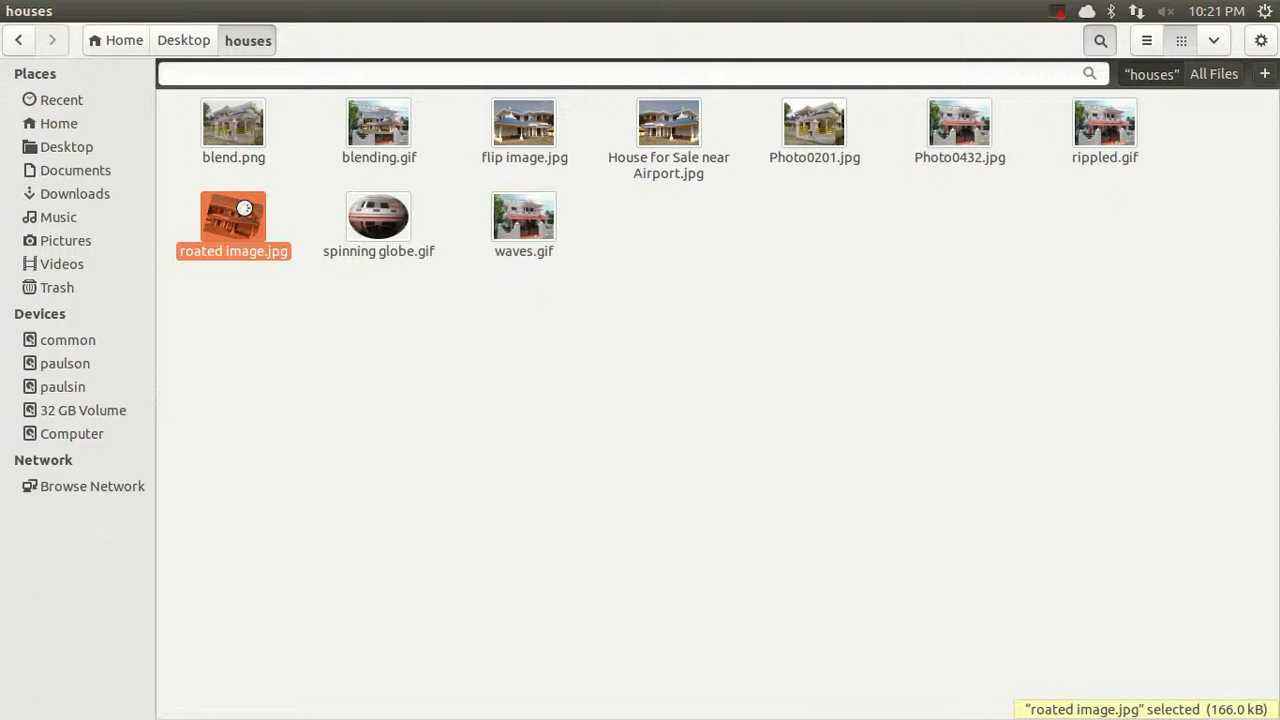 houses
10:21 PM
Home
Desktop
houses
"houses"
All Files
+
Places
Recent
Home
Desktop
Documents
Downloads
Music
Pictures
Videos
Trash
Devices
common
paulson
paulsin
32 GB Volume
Computer
Network
Browse Network
blend.png
blending.gif
flip image.jpg
House for Sale near
Airport.jpg
Photo0201.jpg
Photo0432.jpg
rippled.gif
roated image.jpg
spinning globe.gif
waves.gif
"roated image.jpg" selected (166.0 kB)